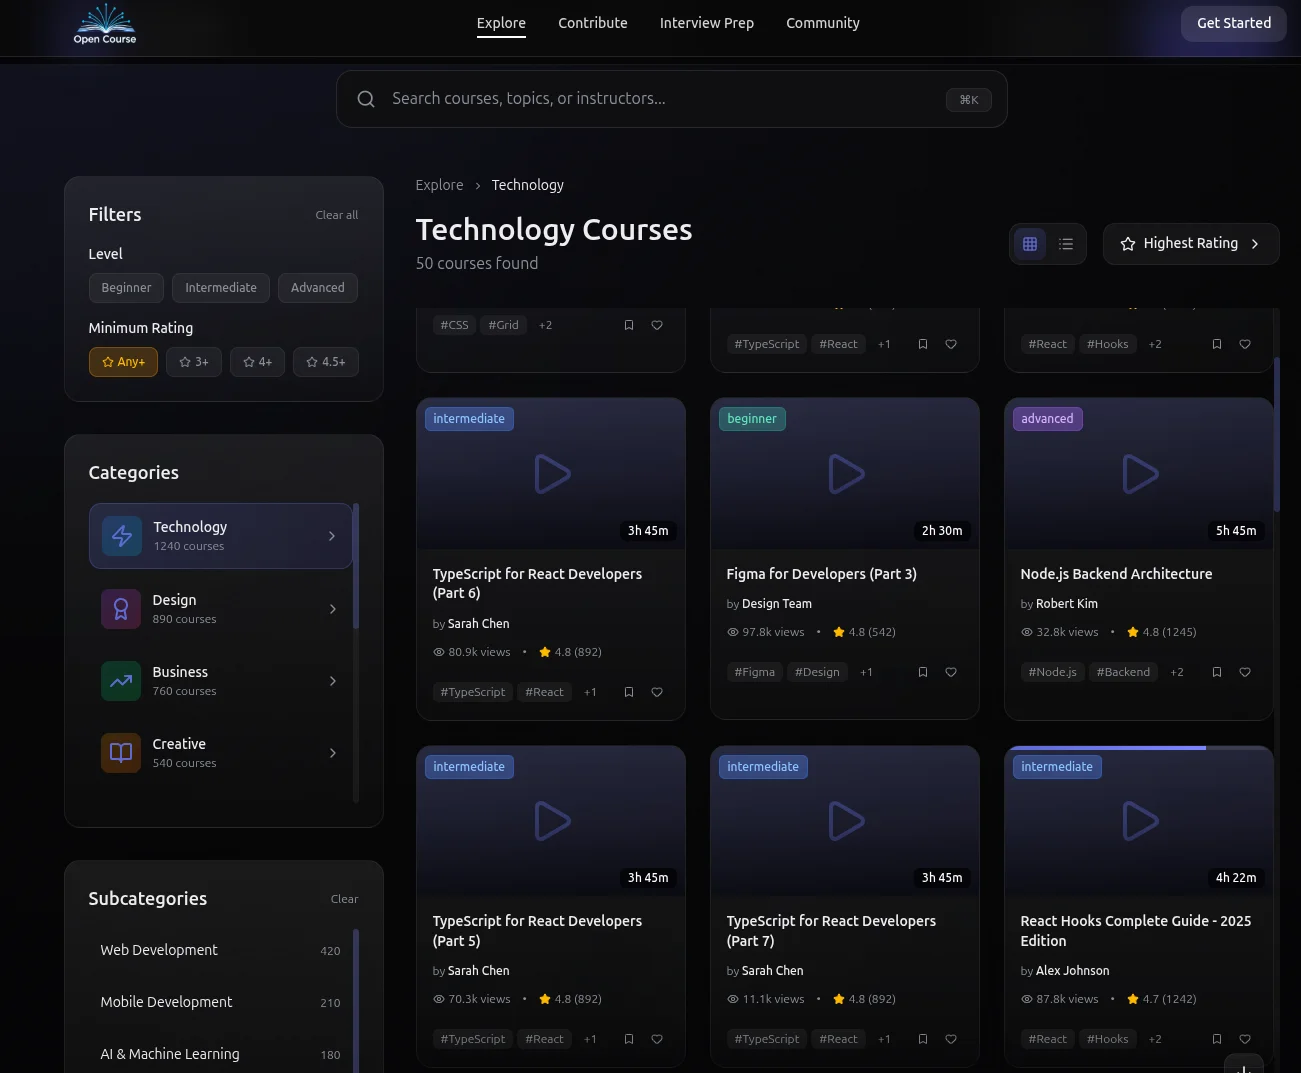 Open Course
Explore
Contribute
Interview Prep
Community
Get Started
Search courses, topics, or instructors...
⌘K
Filters
Clear all
Level
Beginner
Intermediate
Advanced
Minimum Rating
Any+
3+
4+
4.5+
Categories
Technology
1240 courses
Design
890 courses
Business
760 courses
Creative
540 courses
Subcategories
Clear
Web Development
420
Mobile Development
210
AI & Machine Learning
180
Explore > Technology
Technology Courses
50 courses found
Highest Rating
#CSS #Grid +2
#TypeScript #React +1
#React #Hooks +2
intermediate
3h 45m
TypeScript for React Developers
(Part 6)
by Sarah Chen
80.9k views • 4.8 (892)
#TypeScript #React +1
beginner
2h 30m
Figma for Developers (Part 3)
by Design Team
97.8k views • 4.8 (542)
#Figma #Design +1
advanced
5h 45m
Node.js Backend Architecture
by Robert Kim
32.8k views • 4.8 (1245)
#Node.js #Backend +2
intermediate
3h 45m
TypeScript for React Developers
(Part 5)
by Sarah Chen
70.3k views • 4.8 (892)
#TypeScript #React +1
intermediate
3h 45m
TypeScript for React Developers
(Part 7)
by Sarah Chen
11.1k views • 4.8 (892)
#TypeScript #React +1
intermediate
4h 22m
React Hooks Complete Guide - 2025
Edition
by Alex Johnson
87.8k views • 4.7 (1242)
#React #Hooks +2